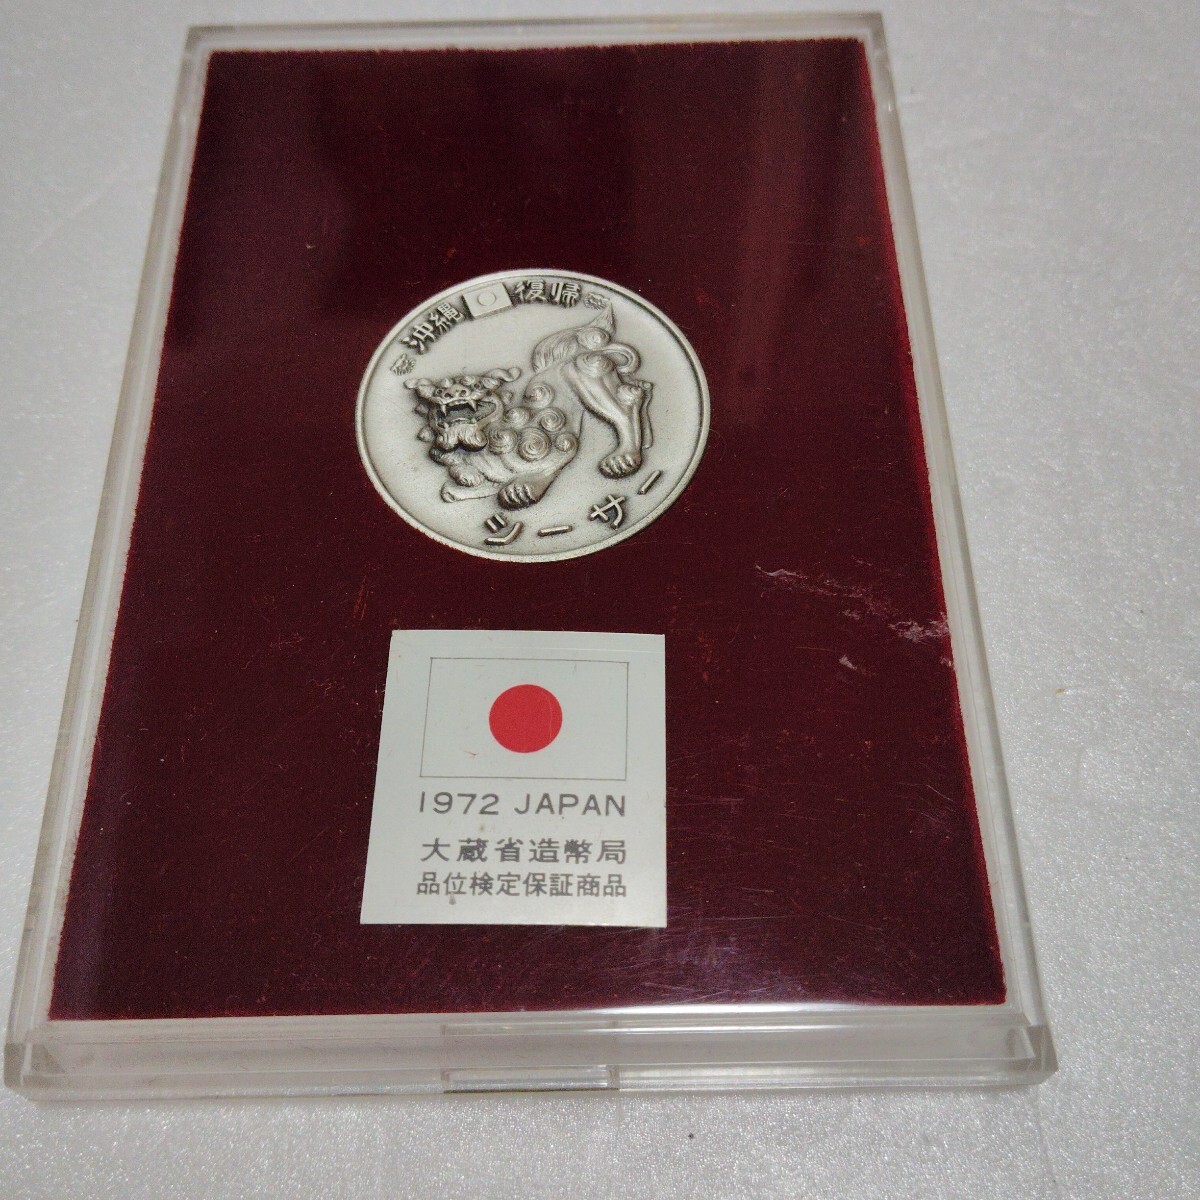 沖縄 復帰
シーサー
1972 JAPAN
大蔵省造幣局
品位検定保証商品